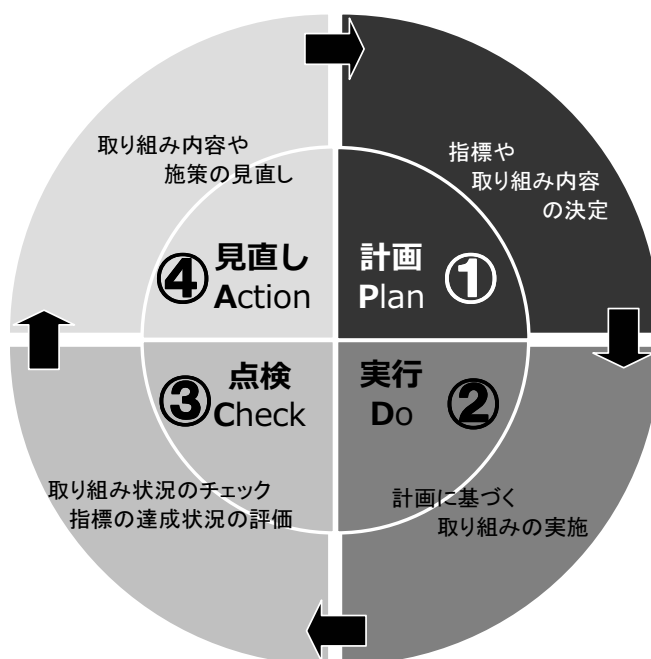 指標や
取り組み内容
の決定
計画
Plan
①
実行
Do
②
計画に基づく
取り組みの実施
点検
Check
③
取り組み状況のチェック
指標の達成状況の評価
見直し
Action
④
取り組み内容や
施策の見直し